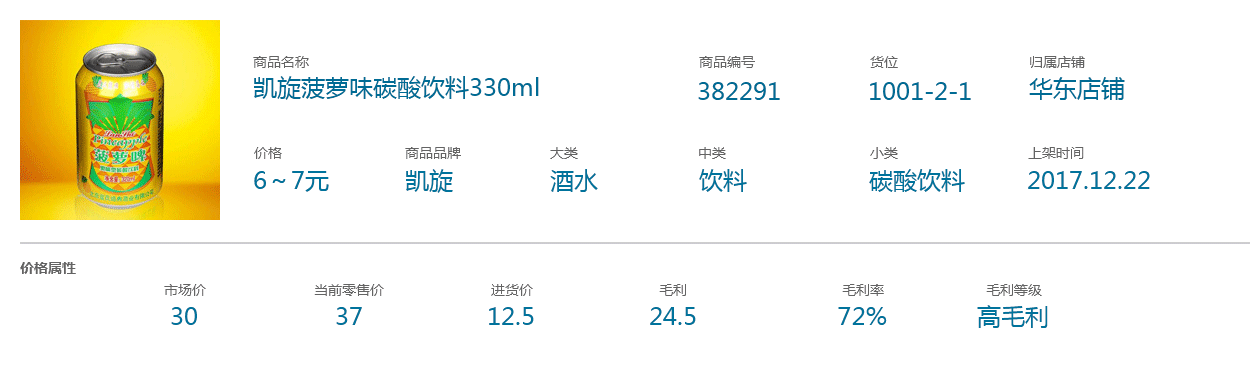 商品名称
凯旋菠萝味碳酸饮料330ml
商品编号
382291
货位
1001-2-1
归属店铺
华东店铺
价格
6～7元
商品品牌
凯旋
大类
酒水
中类
饮料
小类
碳酸饮料
上架时间
2017.12.22
菠萝啤
价格属性
市场价
30
当前零售价
37
进货价
12.5
毛利
24.5
毛利率
72%
毛利等级
高毛利